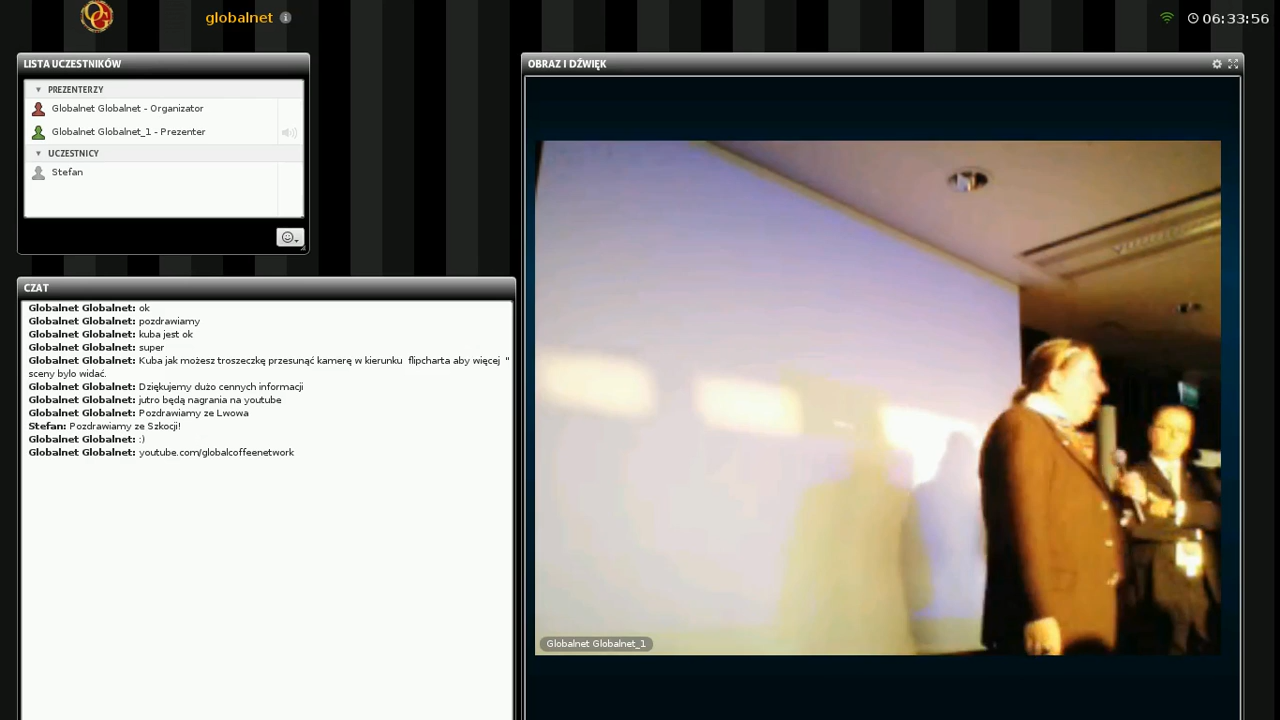 OG
globalnet
06:33:56
LISTA UCZESTNIKÓW
PREZENTERZY
Globalnet Globalnet - Organizator
Globalnet Globalnet_1 - Prezenter
UCZESTNICY
Stefan
CZAT
Globalnet Globalnet: ok
Globalnet Globalnet: pozdrawiamy
Globalnet Globalnet: kuba jest ok
Globalnet Globalnet: super
Globalnet Globalnet: Kuba jak możesz troszeczkę przesunąć kamerę w kierunku flipcharta aby więcej "
sceny bylo widać.
Globalnet Globalnet: Dziękujemy dużo cennych informacji
Globalnet Globalnet: jutro będą nagrania na youtube
Globalnet Globalnet: Pozdrawiamy ze Lwowa
Stefan: Pozdrawiamy ze Szkocji!
Globalnet Globalnet: :)
Globalnet Globalnet: youtube.com/globalcoffeenetwork
OBRAZ I DŹWIĘK
Globalnet Globalnet_1